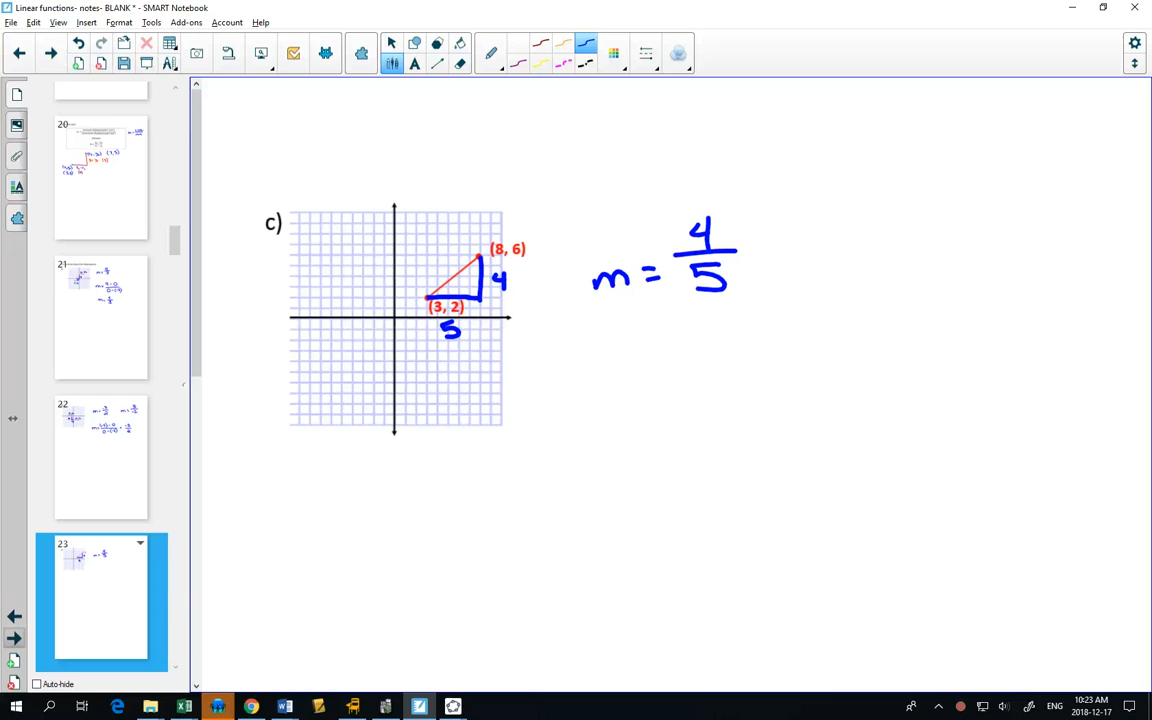 Linear functions- notes- BLANK * - SMART Notebook
File Edit View Insert Format Tools Add-ons Account Help
20
21
22
23
c)
(8, 6)
4
(3, 2)
5
m = 4/5
Auto-hide
ENG
10:23 AM
2018-12-17